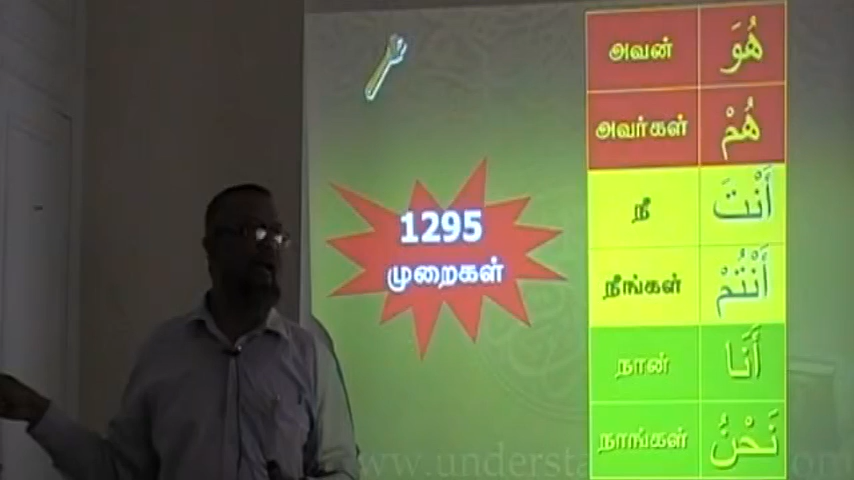 அவன் هُوَ
அவர்கள் هُمْ
நீ أَنْتَ
நீங்கள் أَنْتُمْ
நான் أَنَا
நாங்கள் نَحْنُ
1295
முறைகள்